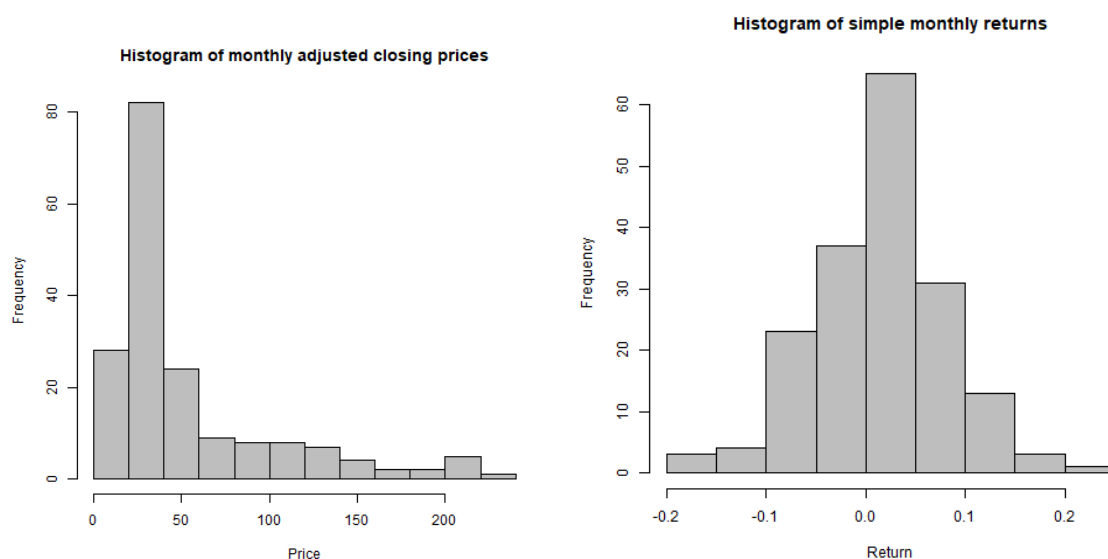 Histogram of monthly adjusted closing prices
Frequency
80
60
40
20
0
0 50 100 150 200
Price
Histogram of simple monthly returns
Frequency
60
50
40
30
20
10
0
-0.2 -0.1 0.0 0.1 0.2
Return